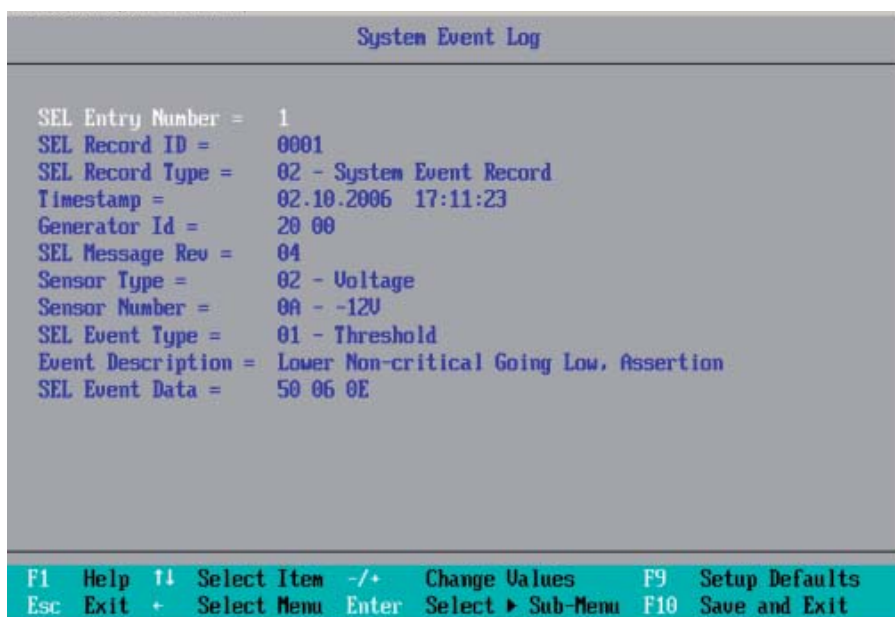 System Event Log
SEL Entry Number = 1
SEL Record ID = 0001
SEL Record Type = 02 - System Event Record
Timestamp = 02.10.2006 17:11:23
Generator Id = 20 00
SEL Message Rev = 04
Sensor Type = 02 - Voltage
Sensor Number = 0A - -12V
SEL Event Type = 01 - Threshold
Event Description = Lower Non-critical Going Low, Assertion
SEL Event Data = 50 06 0E
F1 Help ↑↓ Select Item -/+ Change Values F9 Setup Defaults
Esc Exit ← Select Menu Enter Select ▶ Sub-Menu F10 Save and Exit